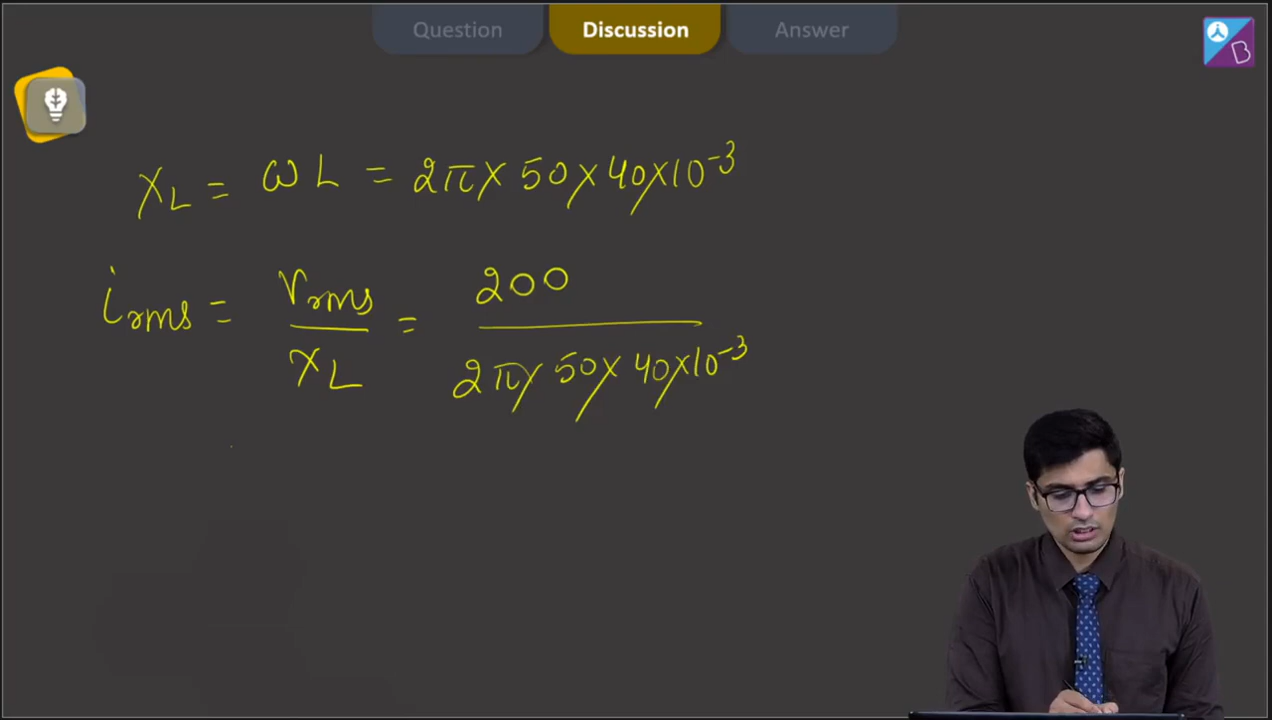 Question Discussion Answer
X_L = ωL = 2π × 50 × 40 × 10⁻³
i_rms = V_rms / X_L = 200 / 2π × 50 × 40 × 10⁻³
B